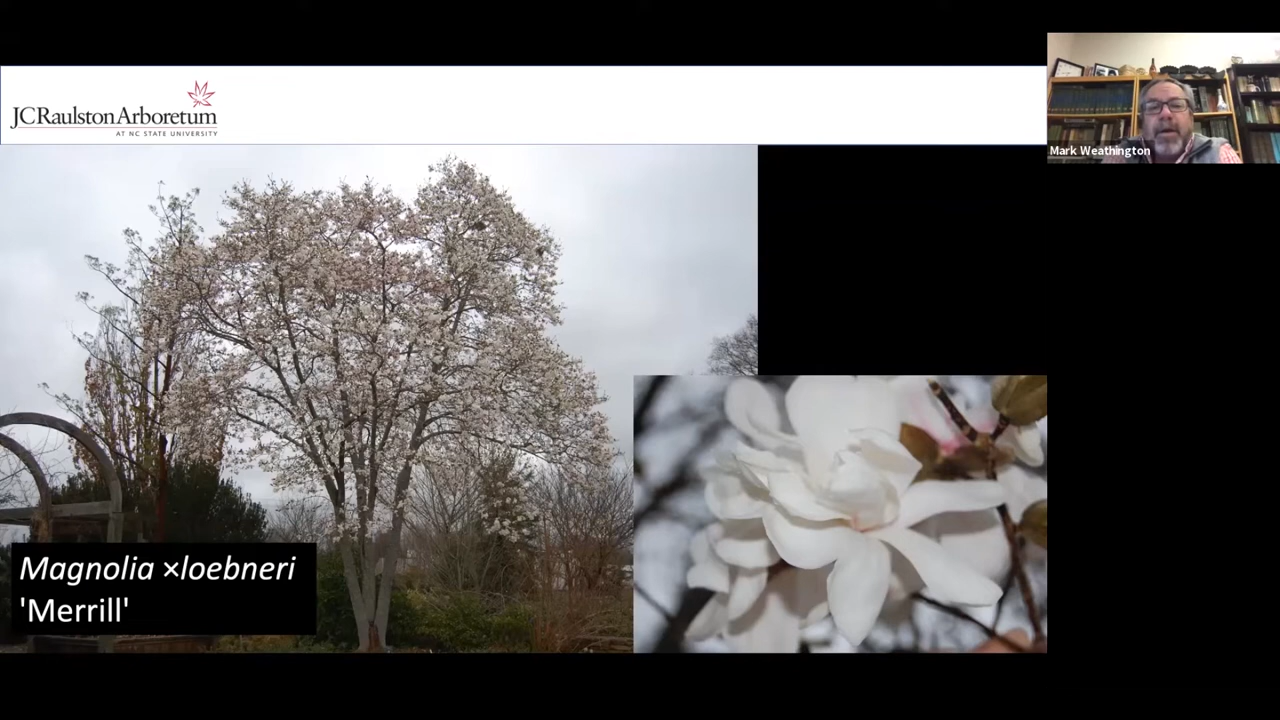 JCRaulston Arboretum
AT NC STATE UNIVERSITY
Mark Weathington
Magnolia ×loebneri
'Merrill'